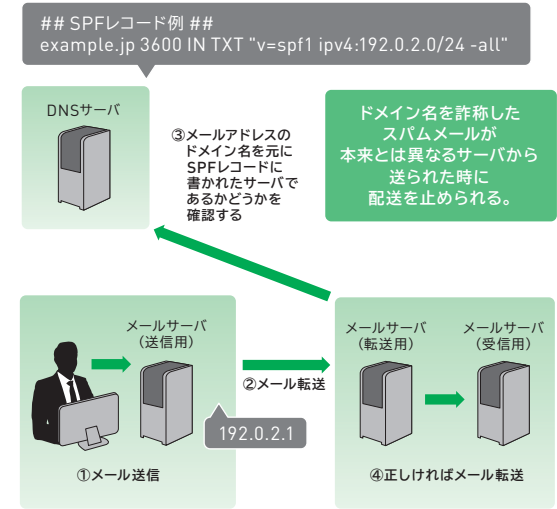 ## SPFレコード例 ##
example.jp 3600 IN TXT "v=spf1 ipv4:192.0.2.0/24 -all"
DNSサーバ
③メールアドレスの
ドメイン名を元に
SPFレコードに
書かれたサーバで
あるかどうかを
確認する
ドメイン名を詐称した
スパムメールが
本来とは異なるサーバから
送られた時に
配送を止められる。
メールサーバ
（送信用）
②メール転送
192.0.2.1
①メール送信
メールサーバ
（転送用）
メールサーバ
（受信用）
④正しければメール転送